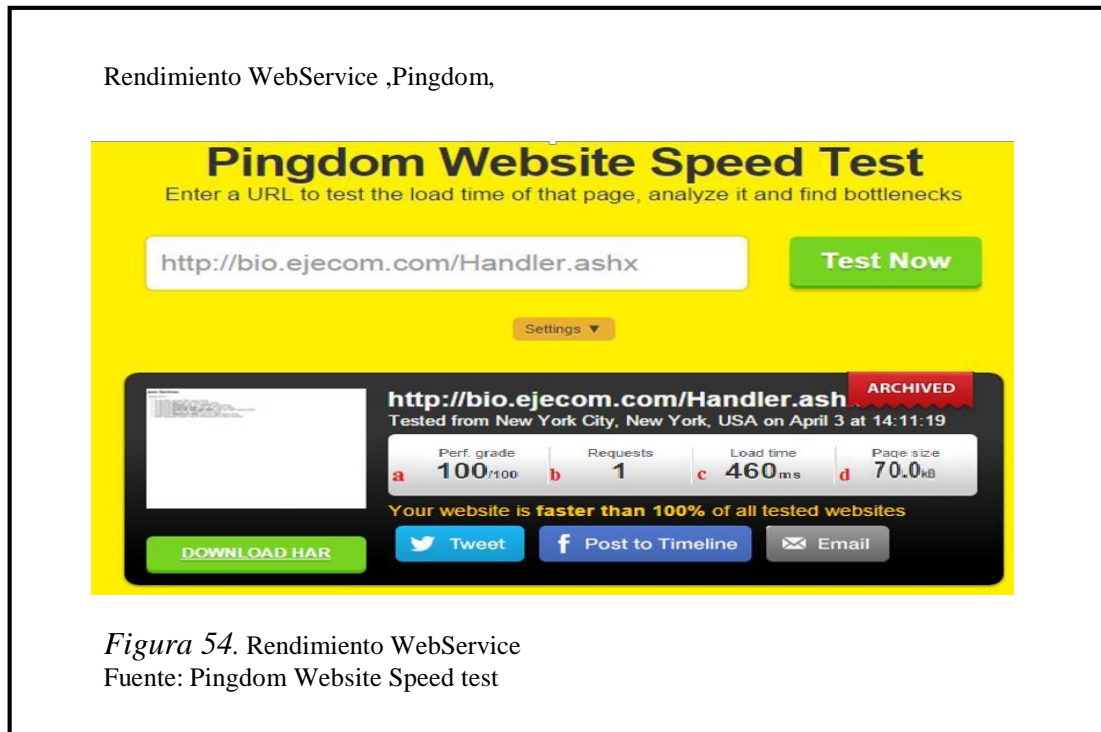 Rendimiento WebService ,Pingdom,
Pingdom Website Speed Test
Enter a URL to test the load time of that page, analyze it and find bottlenecks
http://bio.ejecom.com/Handler.ashx
Test Now
Settings ▼
ARCHIVED
http://bio.ejecom.com/Handler.ash
Tested from New York City, New York, USA on April 3 at 14:11:19
Perf. grade Requests Load time Page size
a 100/100 b 1 c 460ms d 70.0kB
Your website is faster than 100% of all tested websites
DOWNLOAD HAR
Tweet
f Post to Timeline
Email
Figura 54. Rendimiento WebService
Fuente: Pingdom Website Speed test